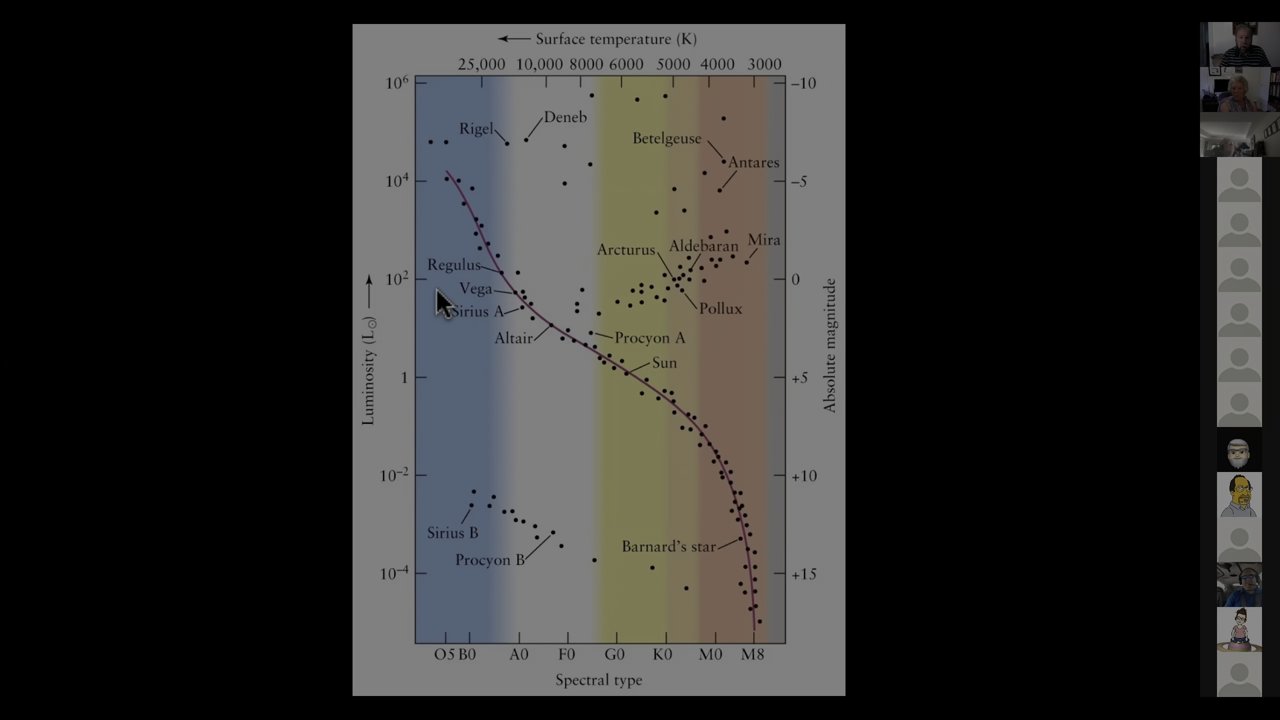 ← Surface temperature (K)
25,000 10,000 8000 6000 5000 4000 3000
10⁶ –10
Deneb
Rigel
Betelgeuse
Antares
10⁴ –5
Mira
Arcturus Aldebaran
Regulus
10² 0
Vega
Pollux
Sirius A
Altair
Procyon A
Sun
1 +5
10⁻² +10
Sirius B
Barnard's star
Procyon B
10⁻⁴ +15
Luminosity (L☉) →
Absolute magnitude
O5 B0 A0 F0 G0 K0 M0 M8
Spectral type